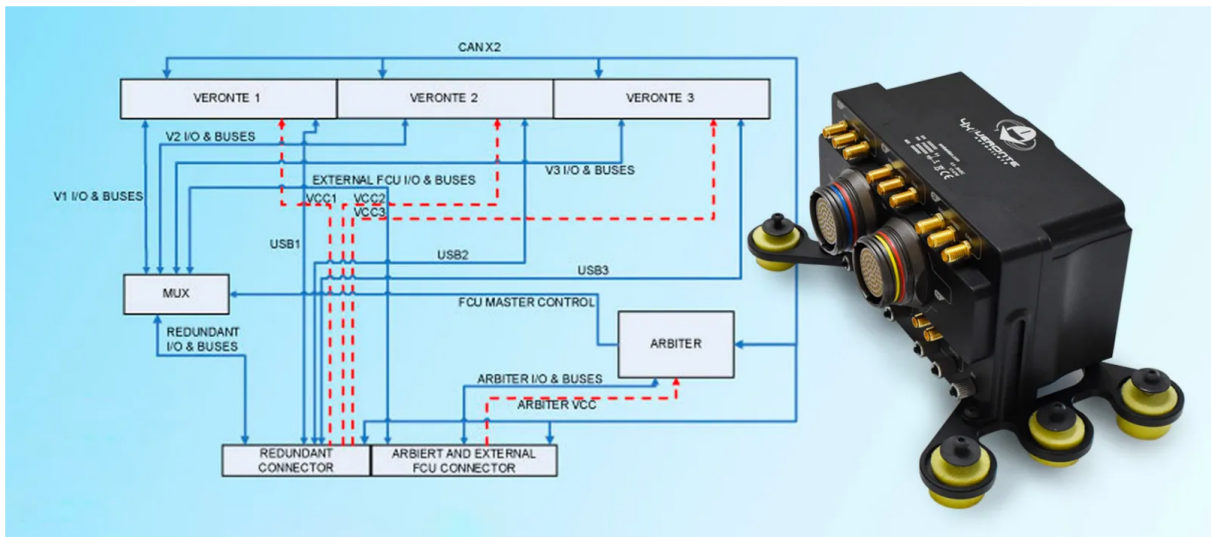 CAN X2
VERONTE 1
VERONTE 2
VERONTE 3
V2 I/O & BUSES
V3 I/O & BUSES
EXTERNAL FCU I/O & BUSES
V1 I/O & BUSES
VCC1
VCC2
VCC3
USB1
USB2
USB3
MUX
FCU MASTER CONTROL
REDUNDANT
I/O & BUSES
ARBITER
ARBITER I/O & BUSES
ARBITER VCC
REDUNDANT
CONNECTOR
ARBIERT AND EXTERNAL
FCU CONNECTOR
4X
VERONTE